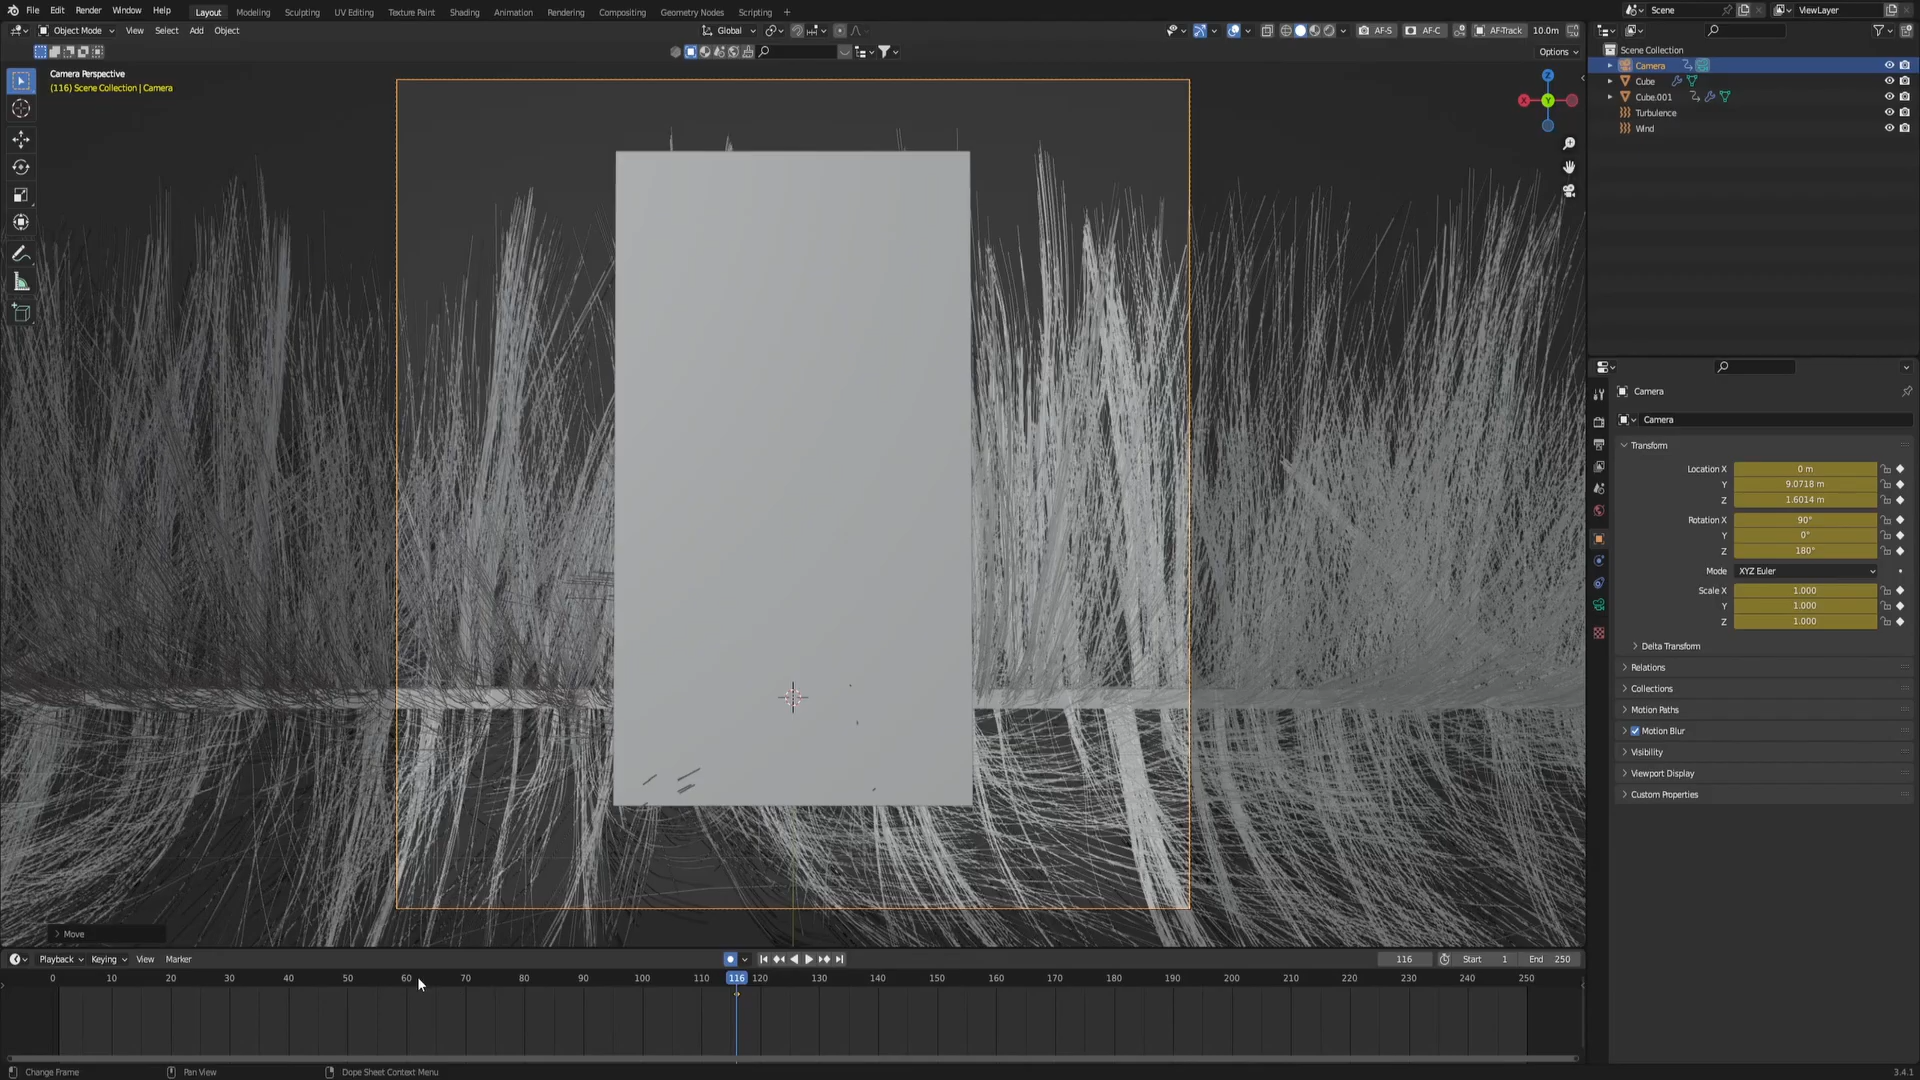 File Edit Render Window Help Layout Modeling Sculpting UV Editing Texture Paint Shading Animation Rendering Compositing Geometry Nodes Scripting + Scene ViewLayer
Object Mode View Select Add Object Global AF-S AF-C AF-Track 10.0m
Options
Camera Perspective
(116) Scene Collection | Camera
Z
X
Y
Scene Collection
Camera
Cube
Cube.001
Turbulence
Wind
Camera
Camera
Transform
Location X 0 m
Y 9.0718 m
Z 1.6014 m
Rotation X 90°
Y 0°
Z 180°
Mode XYZ Euler
Scale X 1.000
Y 1.000
Z 1.000
Delta Transform
Relations
Collections
Motion Paths
Motion Blur
Visibility
Viewport Display
Custom Properties
Move
Playback Keying View Marker 116 Start 1 End 250
0 10 20 30 40 50 60 70 80 90 100 110 116 120 130 140 150 160 170 180 190 200 210 220 230 240 250
Change Frame Pan View Dope Sheet Context Menu 3.4.1